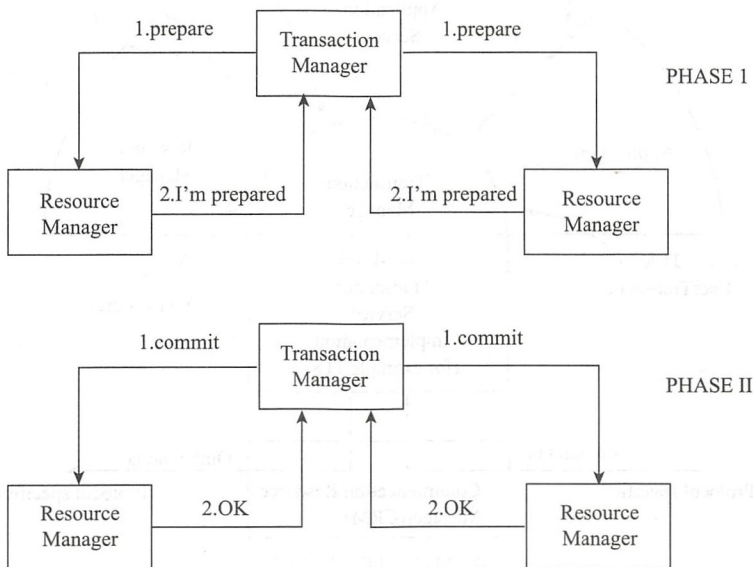 1.prepare
Transaction
Manager
1.prepare
PHASE 1
Resource
Manager
2.I'm prepared
2.I'm prepared
Resource
Manager
1.commit
Transaction
Manager
1.commit
PHASE II
Resource
Manager
2.OK
2.OK
Resource
Manager